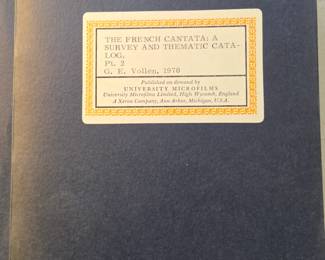 THE FRENCH CANTATA: A
SURVEY AND THEMATIC CATA-
LOG.
Pt. 2
G. E. Vollen, 1970
Published on demand by
UNIVERSITY MICROFILMS
University Microfilms Limited, High Wycomb, England
A Xerox Company, Ann Arbor, Michigan, U.S.A.